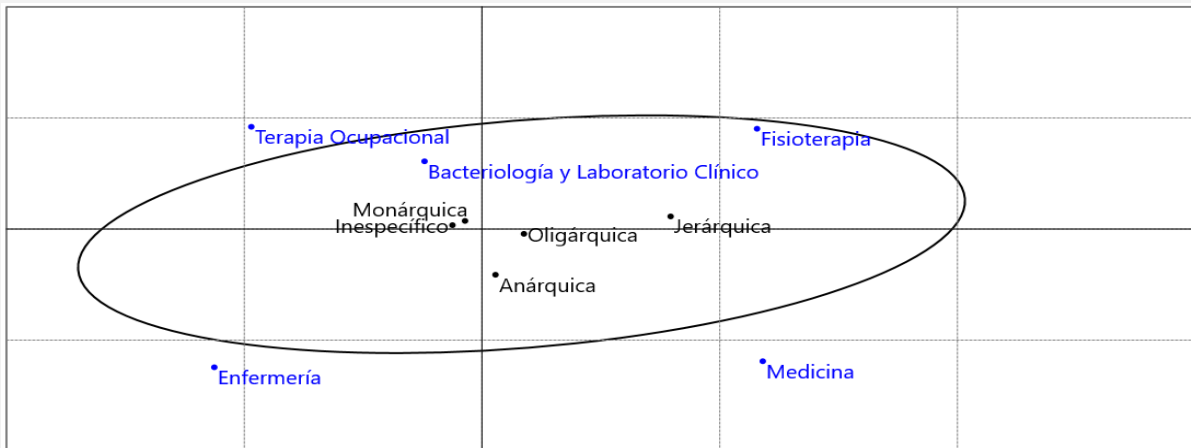 Terapia Ocupacional
Fisioterapia
Bacteriología y Laboratorio Clínico
Monárquica
Inespecífico
Oligárquica
Jerárquica
Anárquica
Enfermería
Medicina